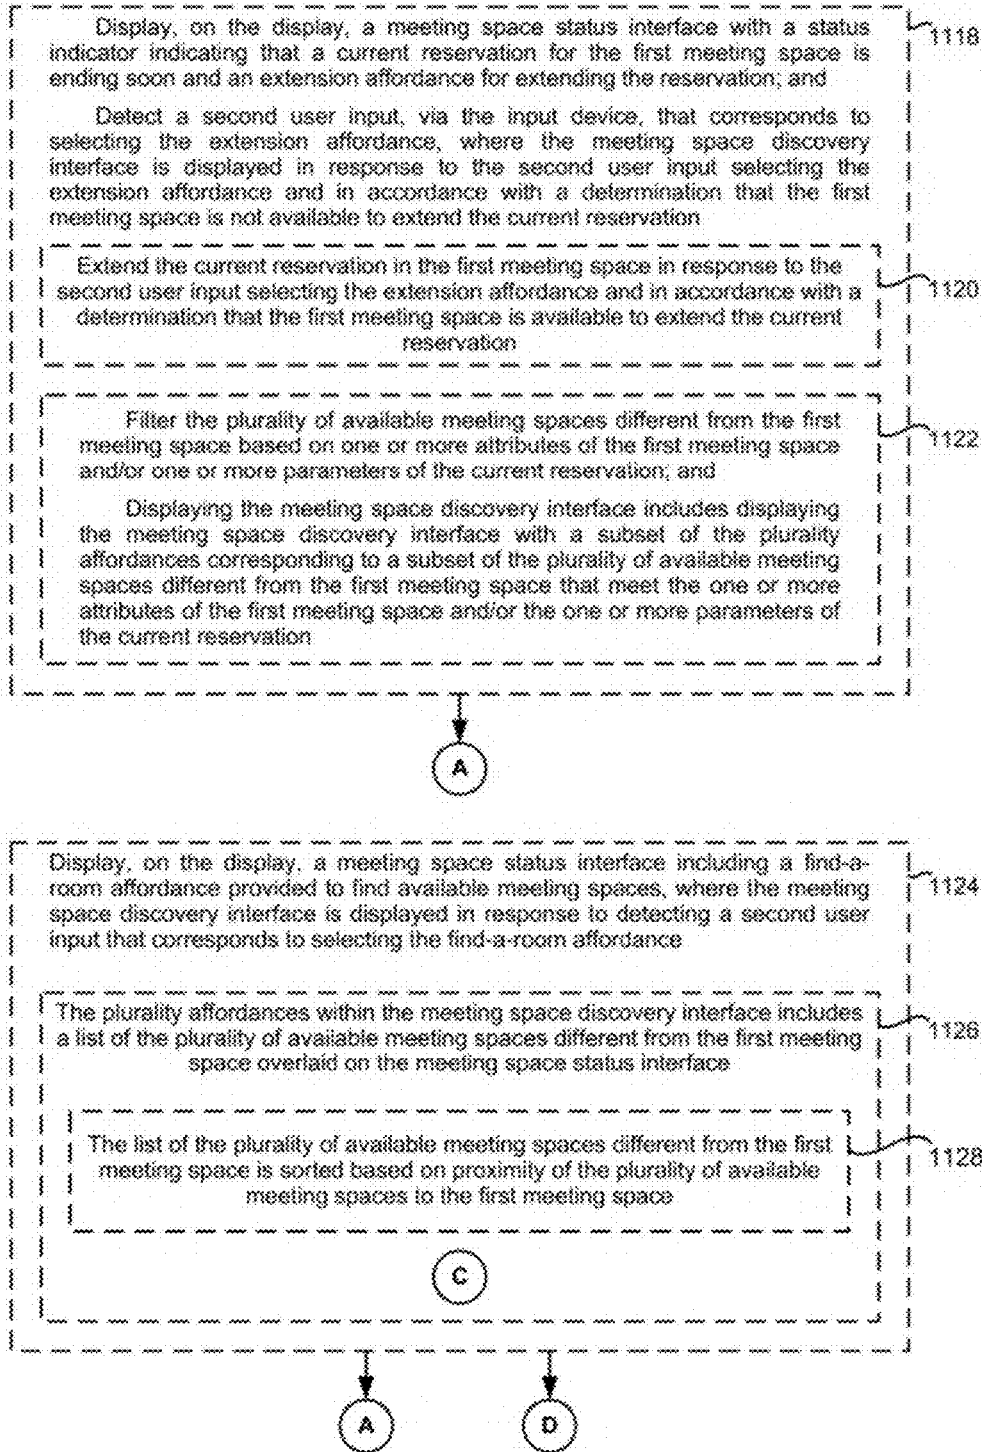 Display, on the display, a meeting space status interface with a status
indicator indicating that a current reservation for the first meeting space is
ending soon and an extension affordance for extending the reservation; and
1118
Detect a second user input, via the input device, that corresponds to
selecting the extension affordance, where the meeting space discovery
interface is displayed in response to the second user input selecting the
extension affordance and in accordance with a determination that the first
meeting space is not available to extend the current reservation
Extend the current reservation in the first meeting space in response to the
second user input selecting the extension affordance and in accordance with a
determination that the first meeting space is available to extend the current
reservation
1120
Filter the plurality of available meeting spaces different from the first
meeting space based on one or more attributes of the first meeting space
and/or one or more parameters of the current reservation; and
1122
Displaying the meeting space discovery interface includes displaying
the meeting space discovery interface with a subset of the plurality
affordances corresponding to a subset of the plurality of available meeting
spaces different from the first meeting space that meet the one or more
attributes of the first meeting space and/or the one or more parameters of
the current reservation
A
Display, on the display, a meeting space status interface including a find-a-
room affordance provided to find available meeting spaces, where the meeting
space discovery interface is displayed in response to detecting a second user
input that corresponds to selecting the find-a-room affordance
1124
The plurality affordances within the meeting space discovery interface includes
a list of the plurality of available meeting spaces different from the first meeting
space overlaid on the meeting space status interface
1126
The list of the plurality of available meeting spaces different from the first
meeting space is sorted based on proximity of the plurality of available
meeting spaces to the first meeting space
1128
C
A
D